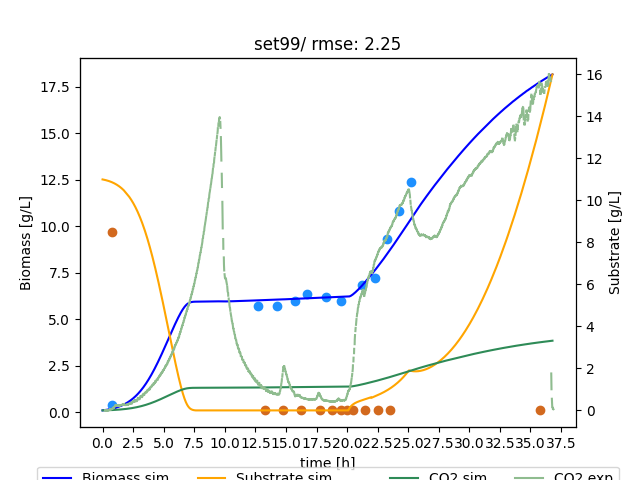 set99/ rmse: 2.25
17.5
15.0
12.5
10.0
7.5
5.0
2.5
0.0
Biomass [g/L]
16
14
12
10
8
6
4
2
0
Substrate [g/L]
0.0 2.5 5.0 7.5 10.0 12.5 15.0 17.5 20.0 22.5 25.0 27.5 30.0 32.5 35.0 37.5
time [h]
Biomass sim Substrate sim CO2 sim CO2 exp